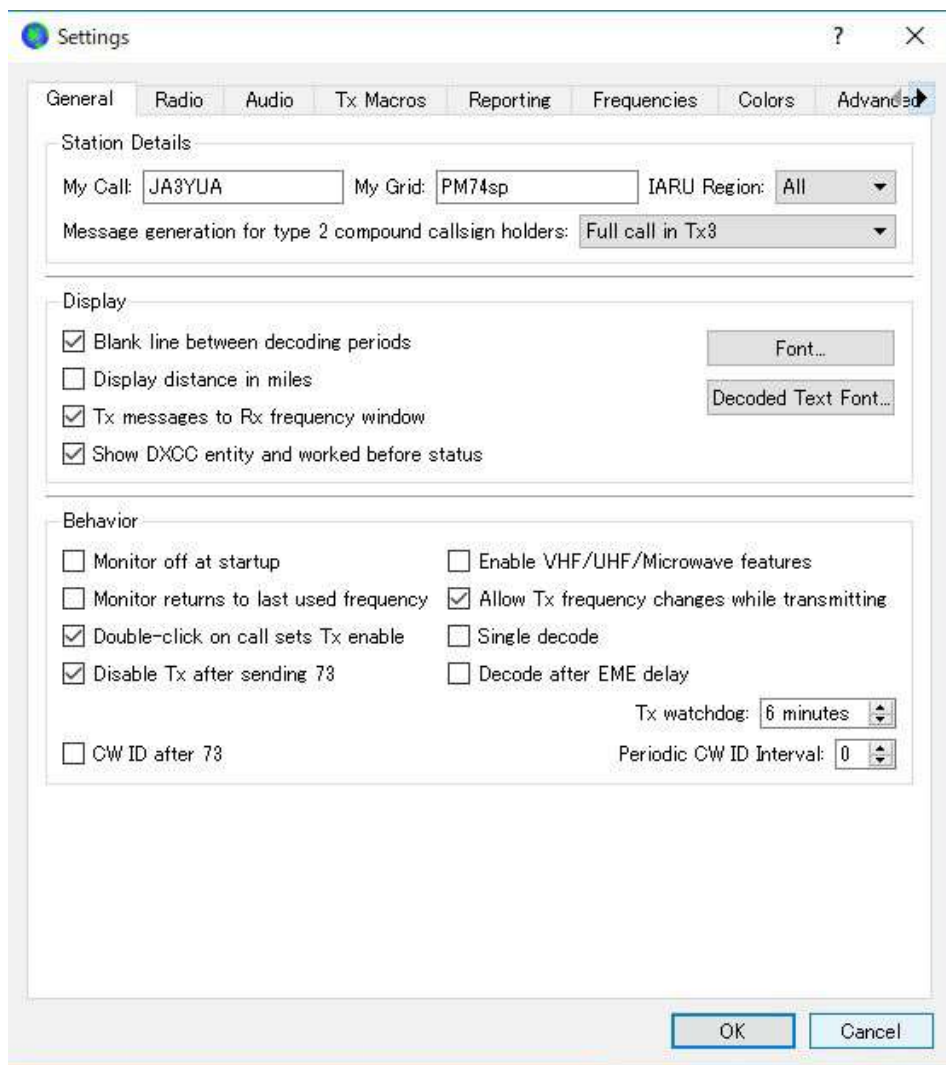 Settings
General Radio Audio Tx Macros Reporting Frequencies Colors Advanced
Station Details
My Call: JA3YUA My Grid: PM74sp IARU Region: All
Message generation for type 2 compound callsign holders: Full call in Tx3
Display
Blank line between decoding periods
Font...
Display distance in miles
Decoded Text Font...
Tx messages to Rx frequency window
Show DXCC entity and worked before status
Behavior
Monitor off at startup Enable VHF/UHF/Microwave features
Monitor returns to last used frequency Allow Tx frequency changes while transmitting
Double-click on call sets Tx enable Single decode
Disable Tx after sending 73 Decode after EME delay
Tx watchdog: 6 minutes
CW ID after 73 Periodic CW ID Interval: 0
OK Cancel